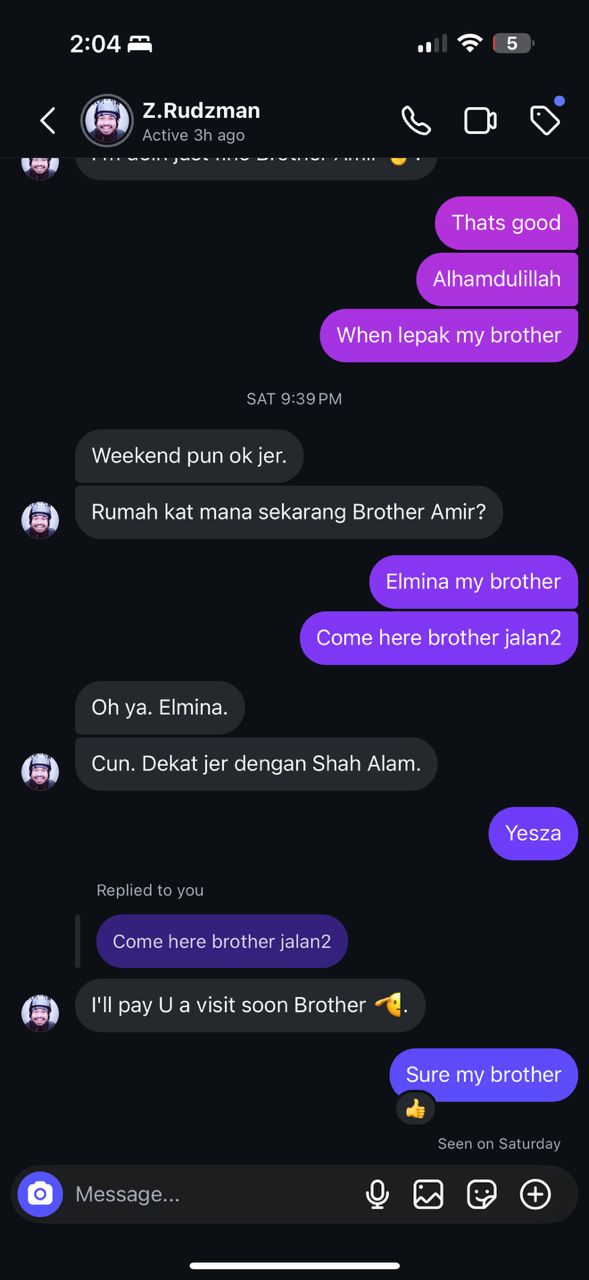 2:04
5
Z.Rudzman
Active 3h ago
Thats good
Alhamdulillah
When lepak my brother
SAT 9:39 PM
Weekend pun ok jer.
Rumah kat mana sekarang Brother Amir?
Elmina my brother
Come here brother jalan2
Oh ya. Elmina.
Cun. Dekat jer dengan Shah Alam.
Yesza
Replied to you
Come here brother jalan2
I'll pay U a visit soon Brother 🫡.
Sure my brother
👍
Seen on Saturday
Message...